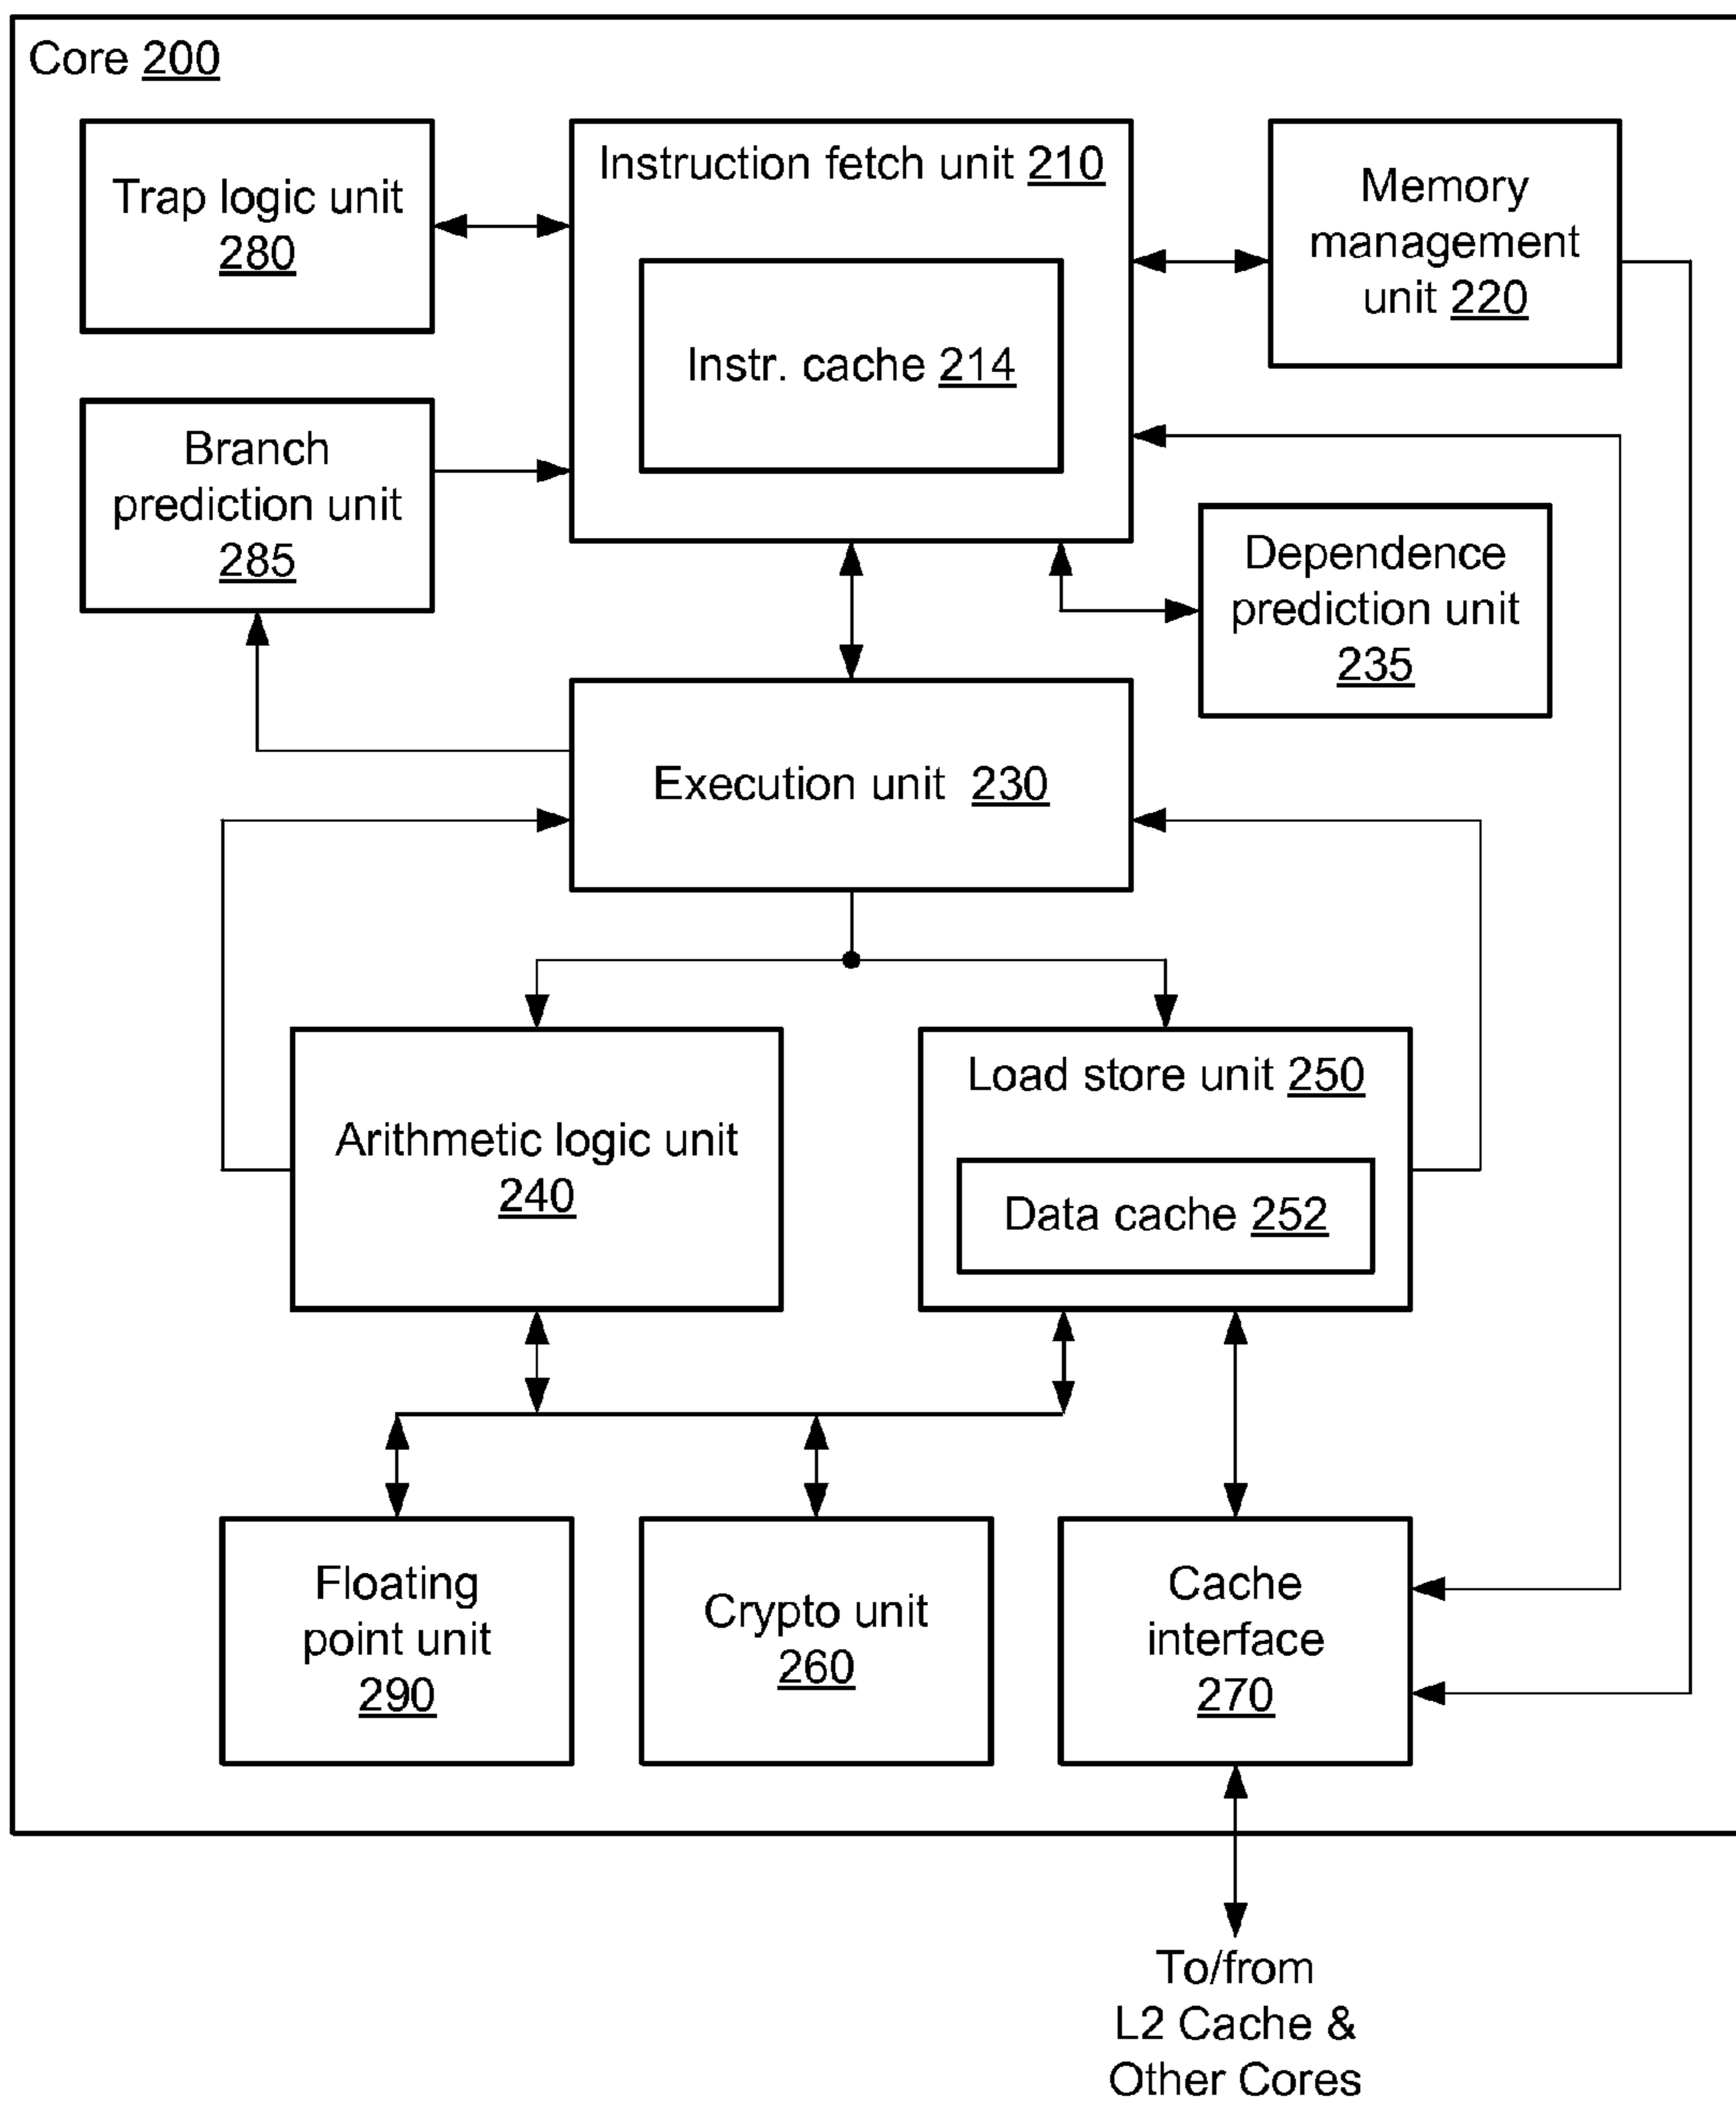 Core 200
Trap logic unit
280
Instruction fetch unit 210
Instr. cache 214
Memory
management
unit 220
Branch
prediction unit
285
Dependence
prediction unit
235
Execution unit 230
Arithmetic logic unit
240
Load store unit 250
Data cache 252
Floating
point unit
290
Crypto unit
260
Cache
interface
270
To/from
L2 Cache &
Other Cores